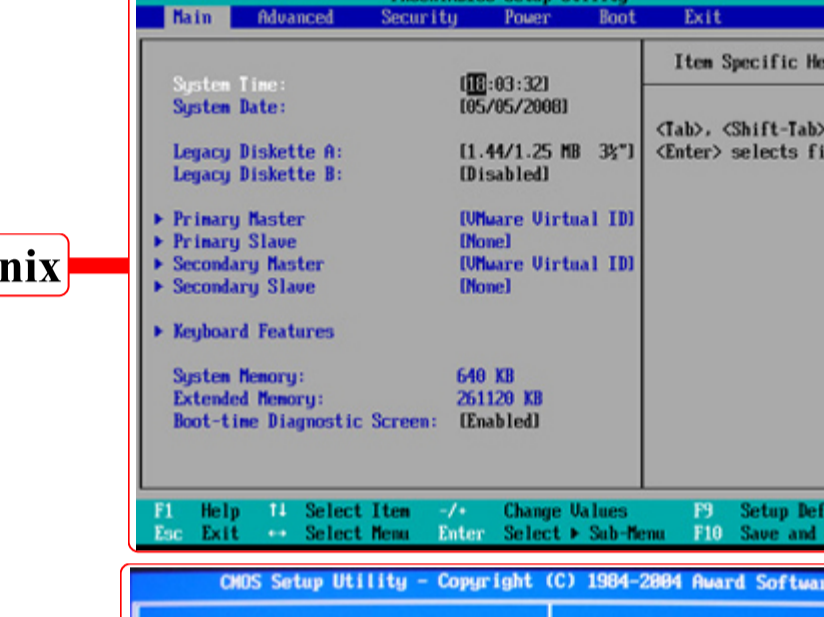 Main Advanced Security Power Boot Exit
Item Specific He
System Time: [18:03:32]
System Date: [05/05/2008]
<Tab>, <Shift-Tab>
Legacy Diskette A: [1.44/1.25 MB 3½"]
<Enter> selects fi
Legacy Diskette B: [Disabled]
▶ Primary Master [VMware Virtual ID]
▶ Primary Slave [None]
nix
▶ Secondary Master [VMware Virtual ID]
▶ Secondary Slave [None]
▶ Keyboard Features
System Memory: 640 KB
Extended Memory: 261120 KB
Boot-time Diagnostic Screen: [Enabled]
F1 Help ↑↓ Select Item -/+ Change Values F9 Setup Def
Esc Exit ↔ Select Menu Enter Select ▶ Sub-Menu F10 Save and
CMOS Setup Utility - Copyright (C) 1984-2004 Award Softwar